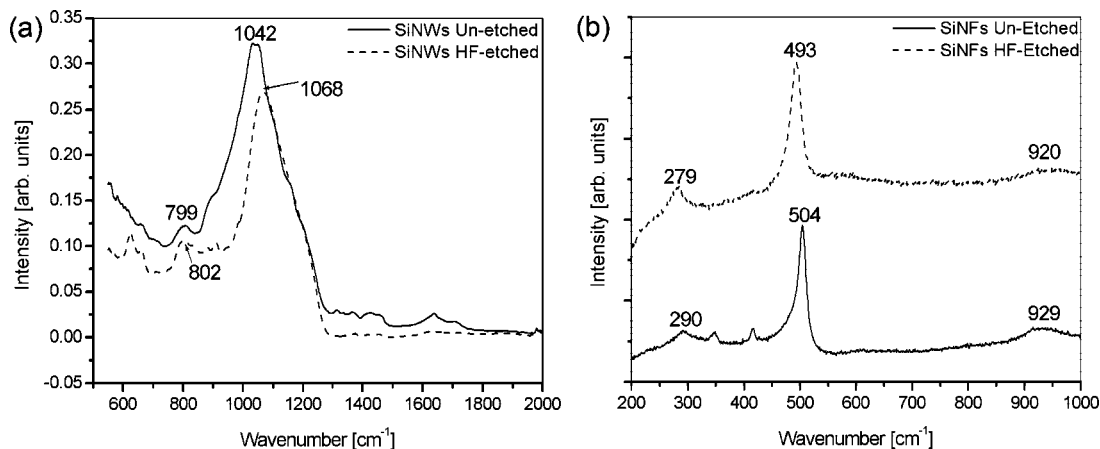 (a)
SiNWs Un-etched
SiNWs HF-etched
1042
1068
799
802
0.35
0.30
0.25
0.20
0.15
0.10
0.05
0.00
-0.05
Intensity [arb. units]
600 800 1000 1200 1400 1600 1800 2000
Wavenumber [cm⁻¹]
(b)
SiNFs Un-Etched
SiNFs HF-Etched
493
279
920
504
290
929
Intensity [arb. units]
200 300 400 500 600 700 800 900 1000
Wavenumber [cm⁻¹]